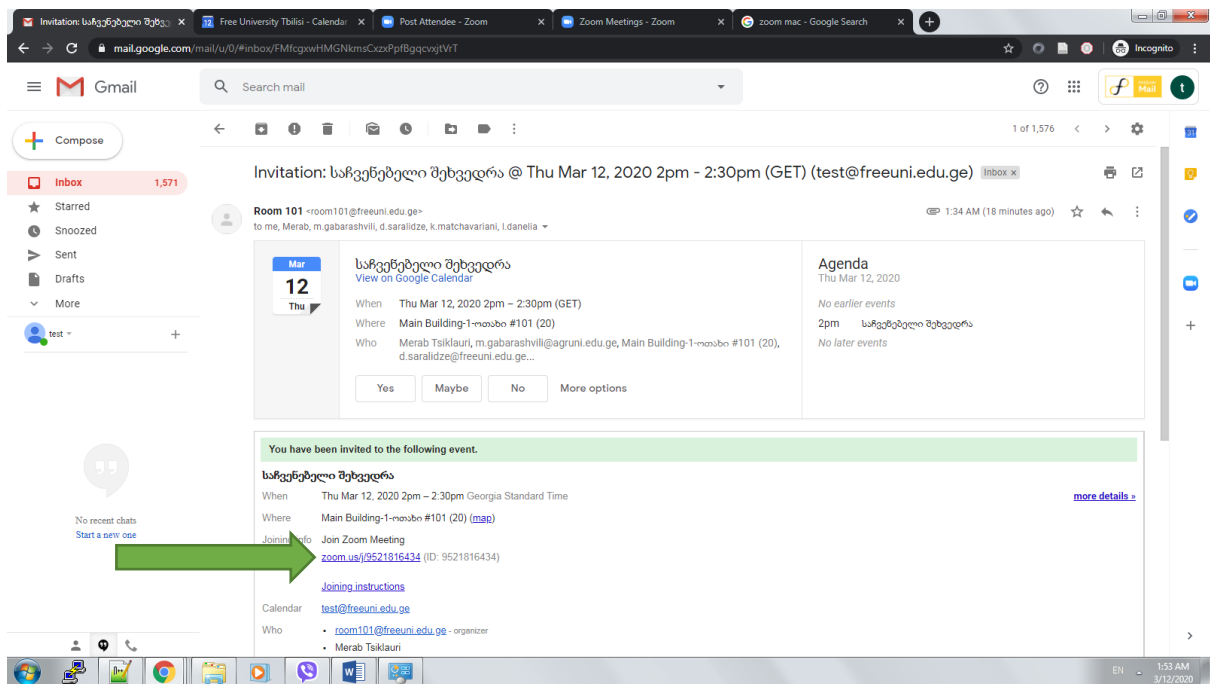 Invitation: საჩვენებელი შეხვე
Free University Tbilisi - Calendar
Post Attendee - Zoom
Zoom Meetings - Zoom
zoom mac - Google Search
mail.google.com/mail/u/0/#inbox/FMfcgxwHMGNkmsCxzxPpfBgqcvxjtVrT
Incognito
Gmail
Search mail
Mail
t
Compose
1 of 1,576
31
Inbox 1,571
Starred
Snoozed
Sent
Drafts
More
test
Invitation: საჩვენებელი შეხვედრა @ Thu Mar 12, 2020 2pm - 2:30pm (GET) (test@freeuni.edu.ge) Inbox x
Room 101 <room101@freeuni.edu.ge> 1:34 AM (18 minutes ago)
to me, Merab, m.gabarashvili, d.saralidze, k.matchavariani, l.danelia
Mar
12
Thu
საჩვენებელი შეხვედრა
View on Google Calendar
When Thu Mar 12, 2020 2pm – 2:30pm (GET)
Where Main Building-1-ოთახი #101 (20)
Who Merab Tsiklauri, m.gabarashvili@agruni.edu.ge, Main Building-1-ოთახი #101 (20),
d.saralidze@freeuni.edu.ge...
Yes Maybe No More options
Agenda
Thu Mar 12, 2020
No earlier events
2pm საჩვენებელი შეხვედრა
No later events
You have been invited to the following event.
საჩვენებელი შეხვედრა
When Thu Mar 12, 2020 2pm – 2:30pm Georgia Standard Time
more details »
Where Main Building-1-ოთახი #101 (20) (map)
Joining info Join Zoom Meeting
zoom.us/j/9521816434 (ID: 9521816434)
Joining instructions
Calendar test@freeuni.edu.ge
Who • room101@freeuni.edu.ge - organizer
• Merab Tsiklauri
No recent chats
Start a new one
EN
1:53 AM
3/12/2020